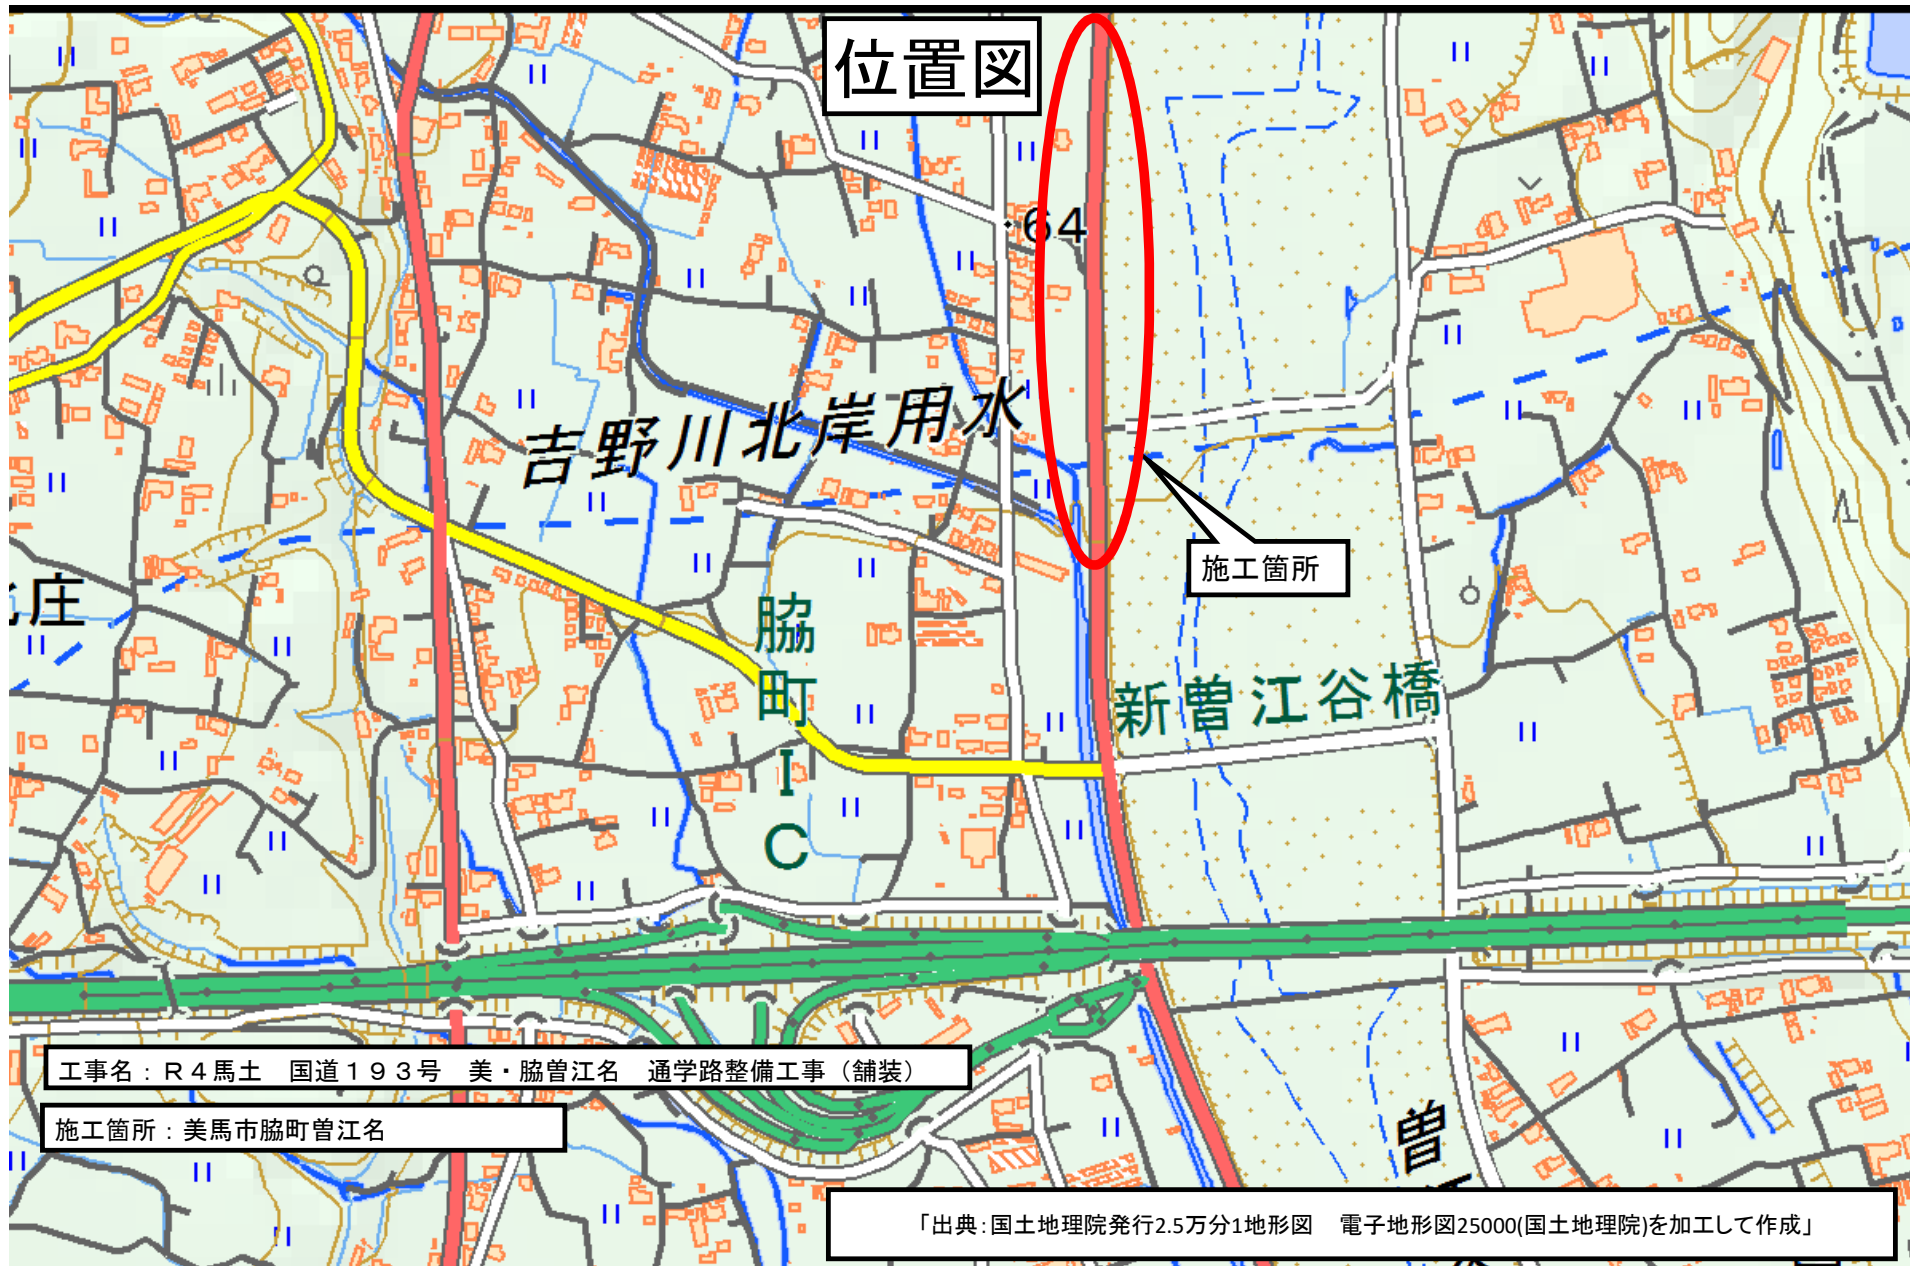 位置図
64
吉野川北岸用水
施工箇所
庄
脇町IC
新曽江谷橋
工事名：Ｒ４馬土　国道１９３号　美・脇曽江名　通学路整備工事（舗装）
施工箇所：美馬市脇町曽江名
曽
「出典：国土地理院発行2.5万分1地形図　電子地形図25000(国土地理院)を加工して作成」